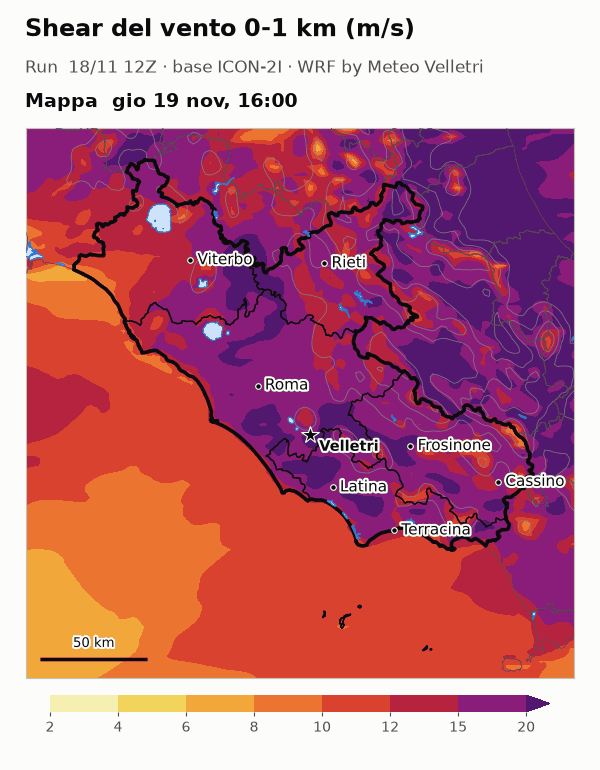 Shear del vento 0-1 km (m/s)
Run 18/11 12Z · base ICON-2I · WRF by Meteo Velletri
Mappa gio 19 nov, 16:00
Viterbo
Rieti
Roma
Velletri
Frosinone
Latina
Cassino
Terracina
50 km
2 4 6 8 10 12 15 20